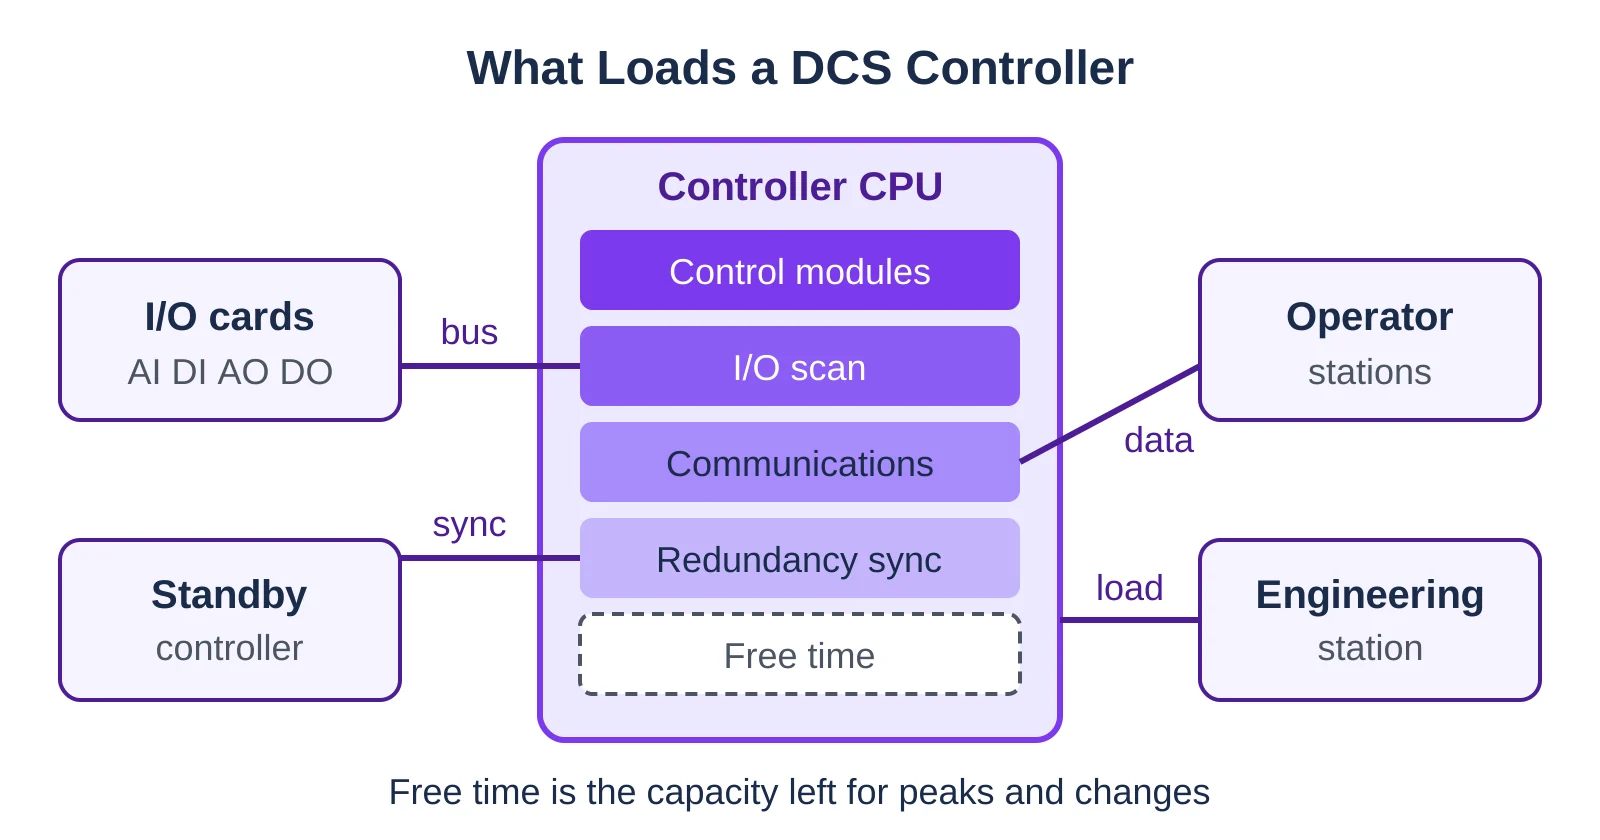 What Loads a DCS Controller
Controller CPU
Control modules
I/O scan
Communications
Redundancy sync
Free time
I/O cards
AI DI AO DO
bus
Standby
controller
sync
Operator
stations
data
Engineering
station
load
Free time is the capacity left for peaks and changes